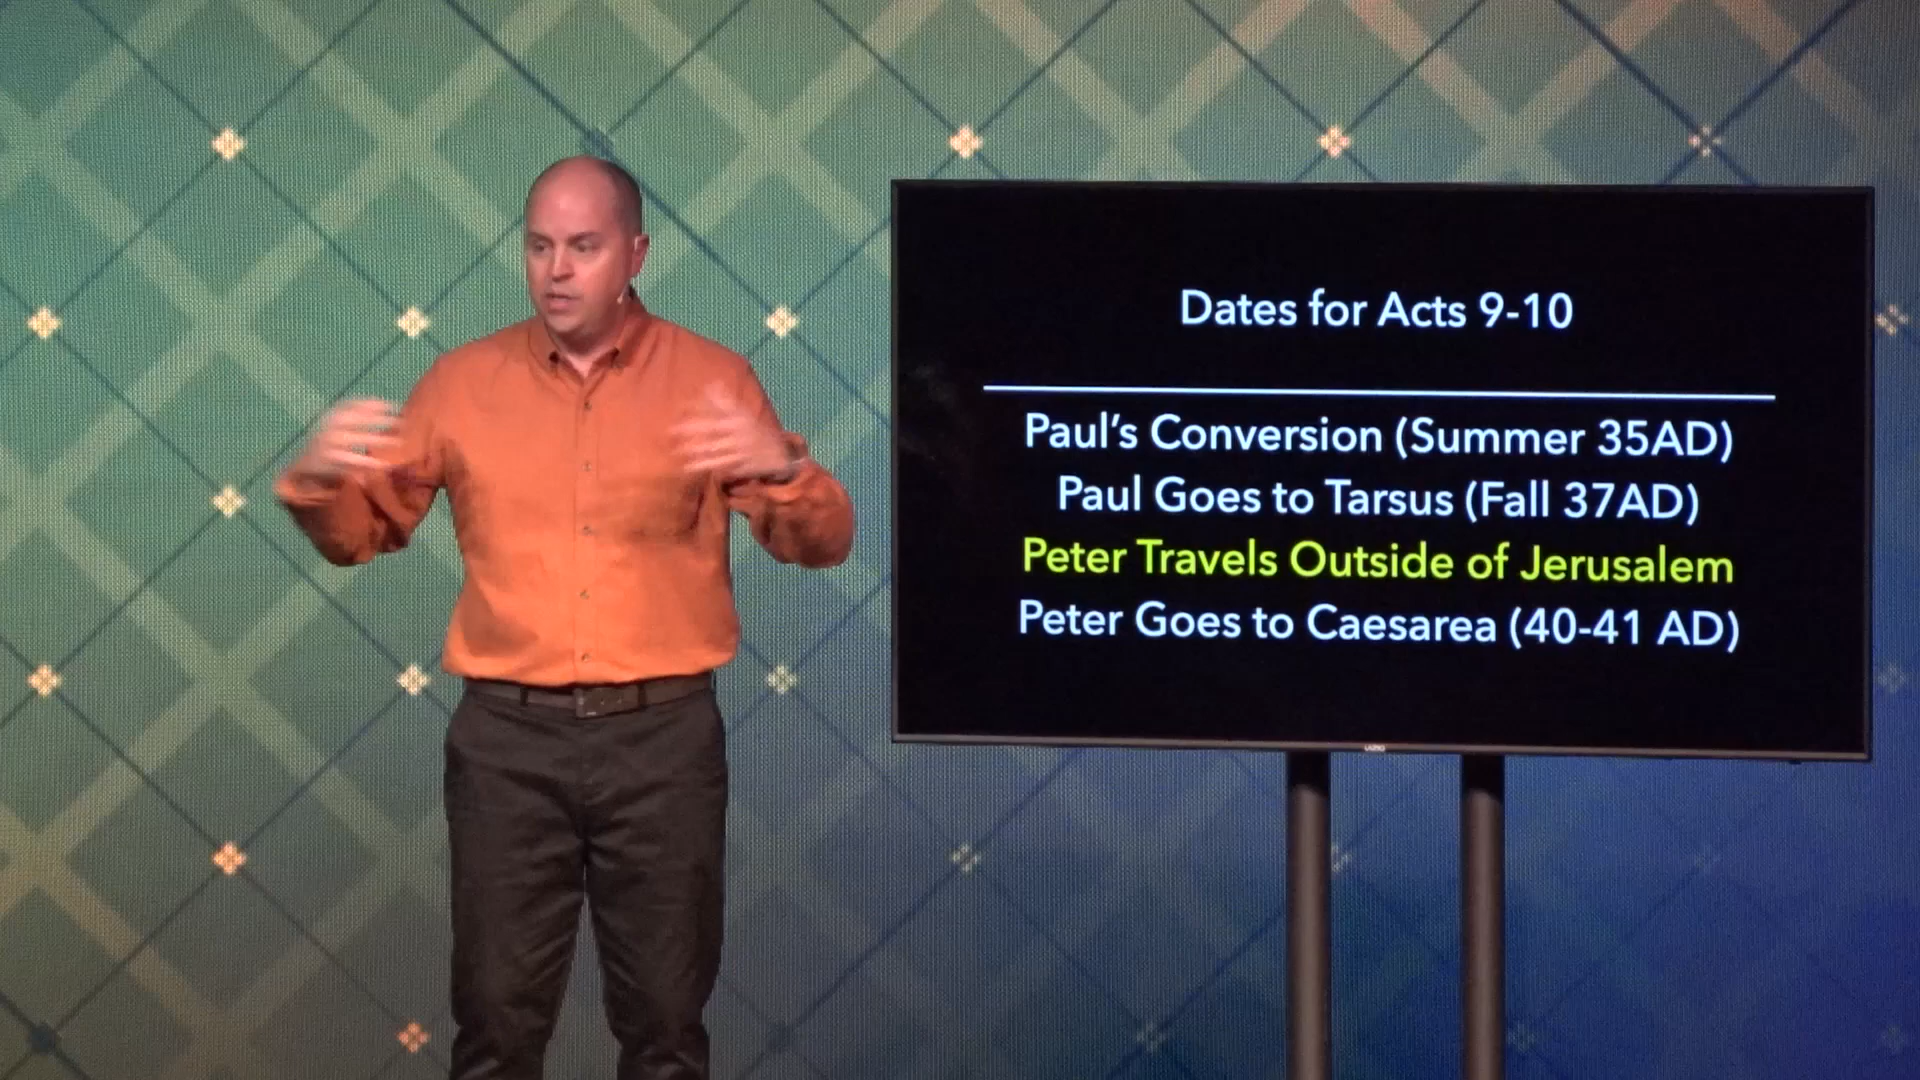 Dates for Acts 9-10
Paul's Conversion (Summer 35AD)
Paul Goes to Tarsus (Fall 37AD)
Peter Travels Outside of Jerusalem
Peter Goes to Caesarea (40-41 AD)